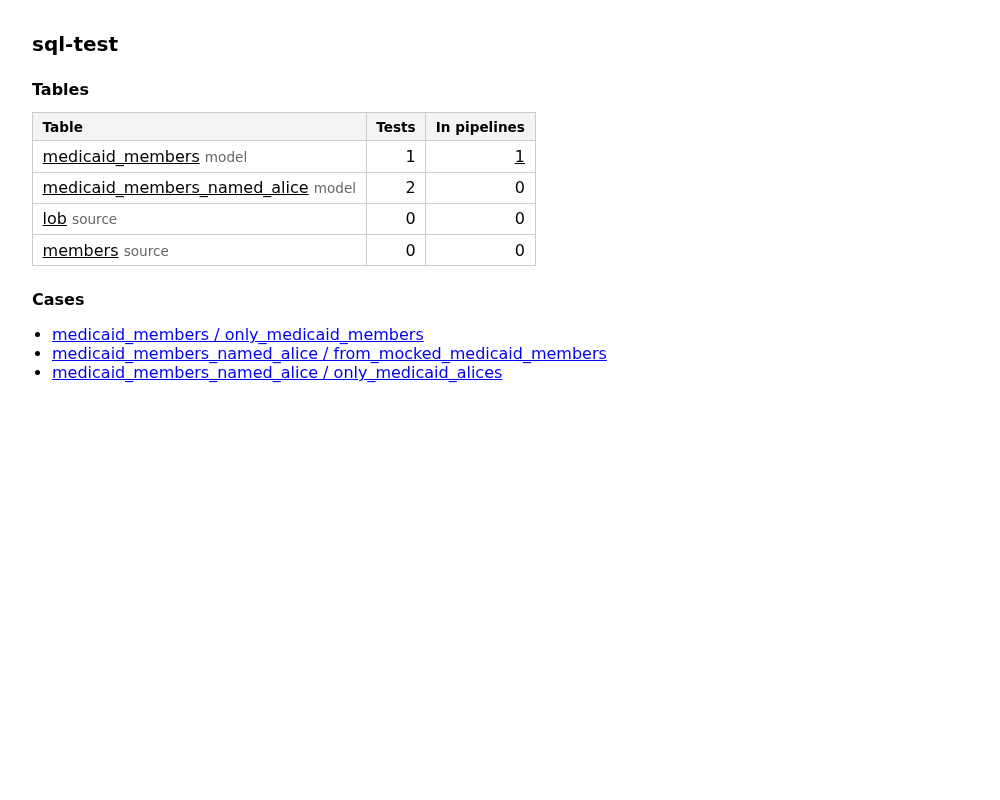 sql-test
Tables
Table Tests In pipelines
medicaid_members model 1 1
medicaid_members_named_alice model 2 0
lob source 0 0
members source 0 0
Cases
medicaid_members / only_medicaid_members
medicaid_members_named_alice / from_mocked_medicaid_members
medicaid_members_named_alice / only_medicaid_alices